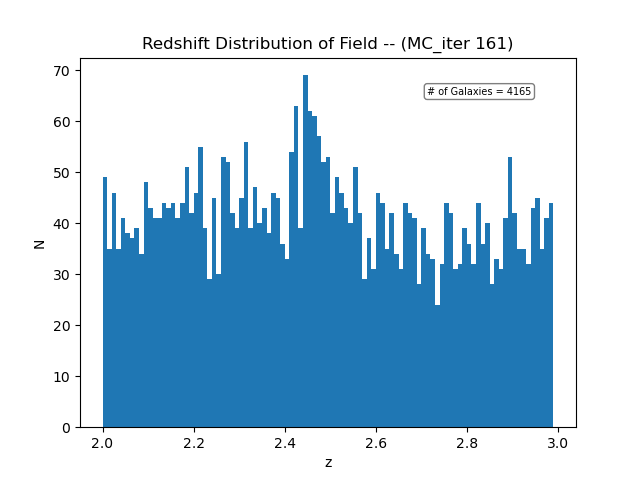 Redshift Distribution of Field -- (MC_iter 161)
# of Galaxies = 4165
70
60
50
40
30
20
10
0
N
2.0 2.2 2.4 2.6 2.8 3.0
z